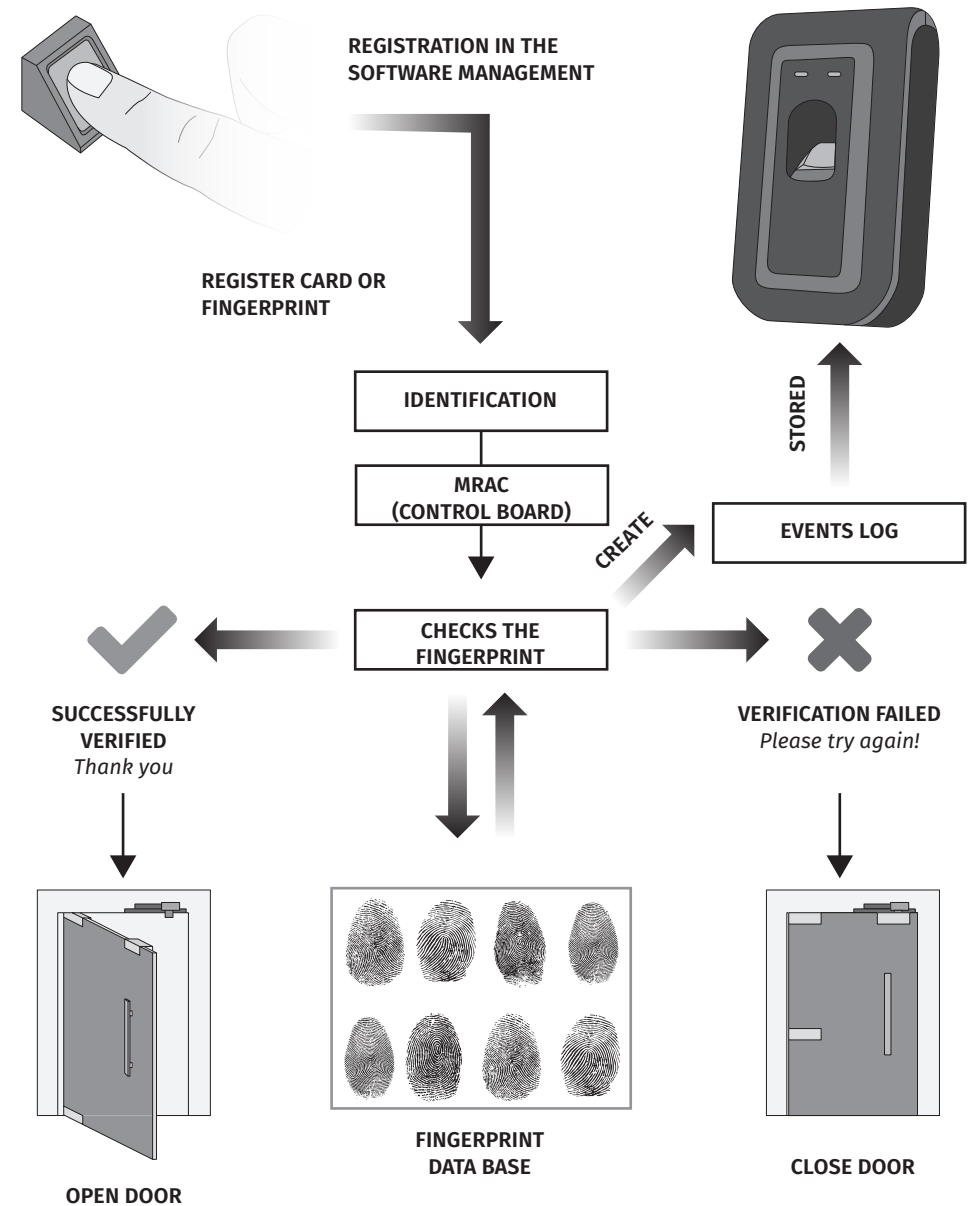 REGISTRATION IN THE
SOFTWARE MANAGEMENT
REGISTER CARD OR
FINGERPRINT
IDENTIFICATION
MRAC
(CONTROL BOARD)
STORED
CREATE
EVENTS LOG
CHECKS THE
FINGERPRINT
SUCCESSFULLY
VERIFIED
Thank you
VERIFICATION FAILED
Please try again!
FINGERPRINT
DATA BASE
CLOSE DOOR
OPEN DOOR